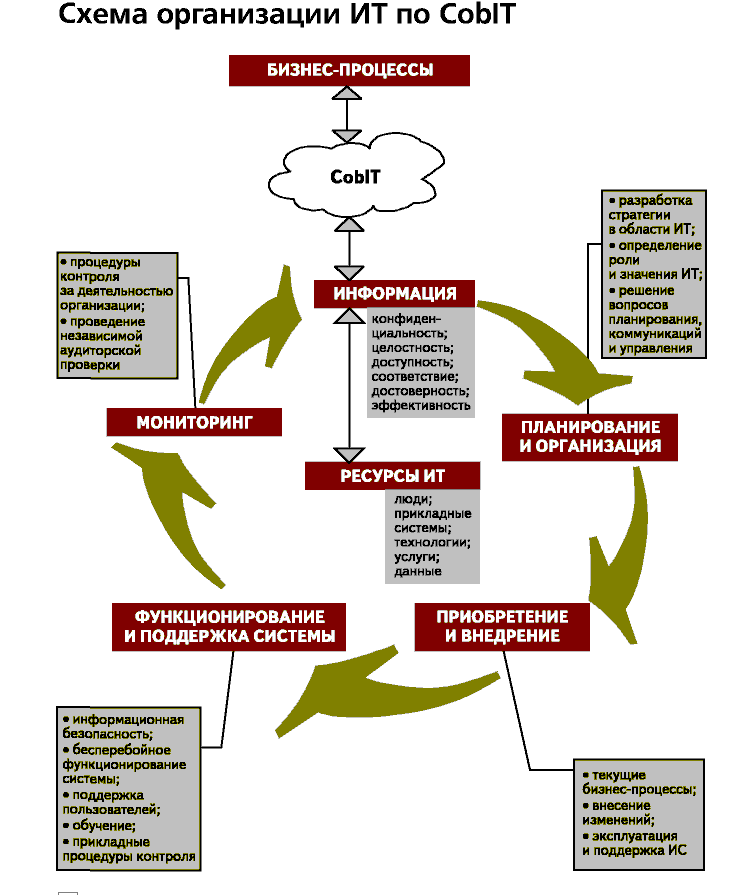 Схема организации ИТ по CobIT
БИЗНЕС-ПРОЦЕССЫ
CobIT
• разработка
стратегии
в области ИТ;
• определение
роли
и значения ИТ;
• решение
вопросов
планирования,
коммуникаций
и управления
• процедуры
контроля
за деятельностью
организации;
• проведение
независимой
аудиторской
проверки
ИНФОРМАЦИЯ
конфиден-
циальность;
целостность;
доступность;
соответствие;
достоверность;
эффективность
МОНИТОРИНГ
ПЛАНИРОВАНИЕ
И ОРГАНИЗАЦИЯ
РЕСУРСЫ ИТ
люди;
прикладные
системы;
технологии;
услуги;
данные
ФУНКЦИОНИРОВАНИЕ
И ПОДДЕРЖКА СИСТЕМЫ
ПРИОБРЕТЕНИЕ
И ВНЕДРЕНИЕ
• информационная
безопасность;
• бесперебойное
функционирование
системы;
• поддержка
пользователей;
• обучение;
• прикладные
процедуры контроля
• текущие
бизнес-процессы;
• внесение
изменений;
• эксплуатация
и поддержка ИС